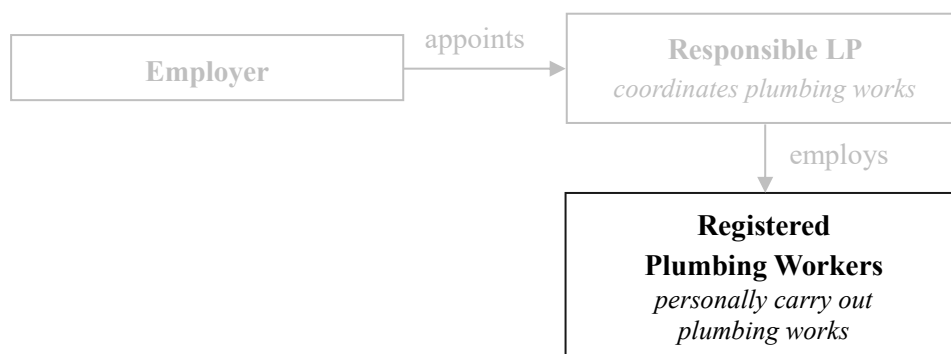 appoints
Employer
Responsible LP
coordinates plumbing works
employs
Registered
Plumbing Workers
personally carry out
plumbing works